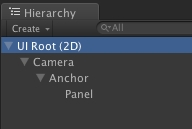 Hierarchy
Create All
UI Root (2D)
Camera
Anchor
Panel